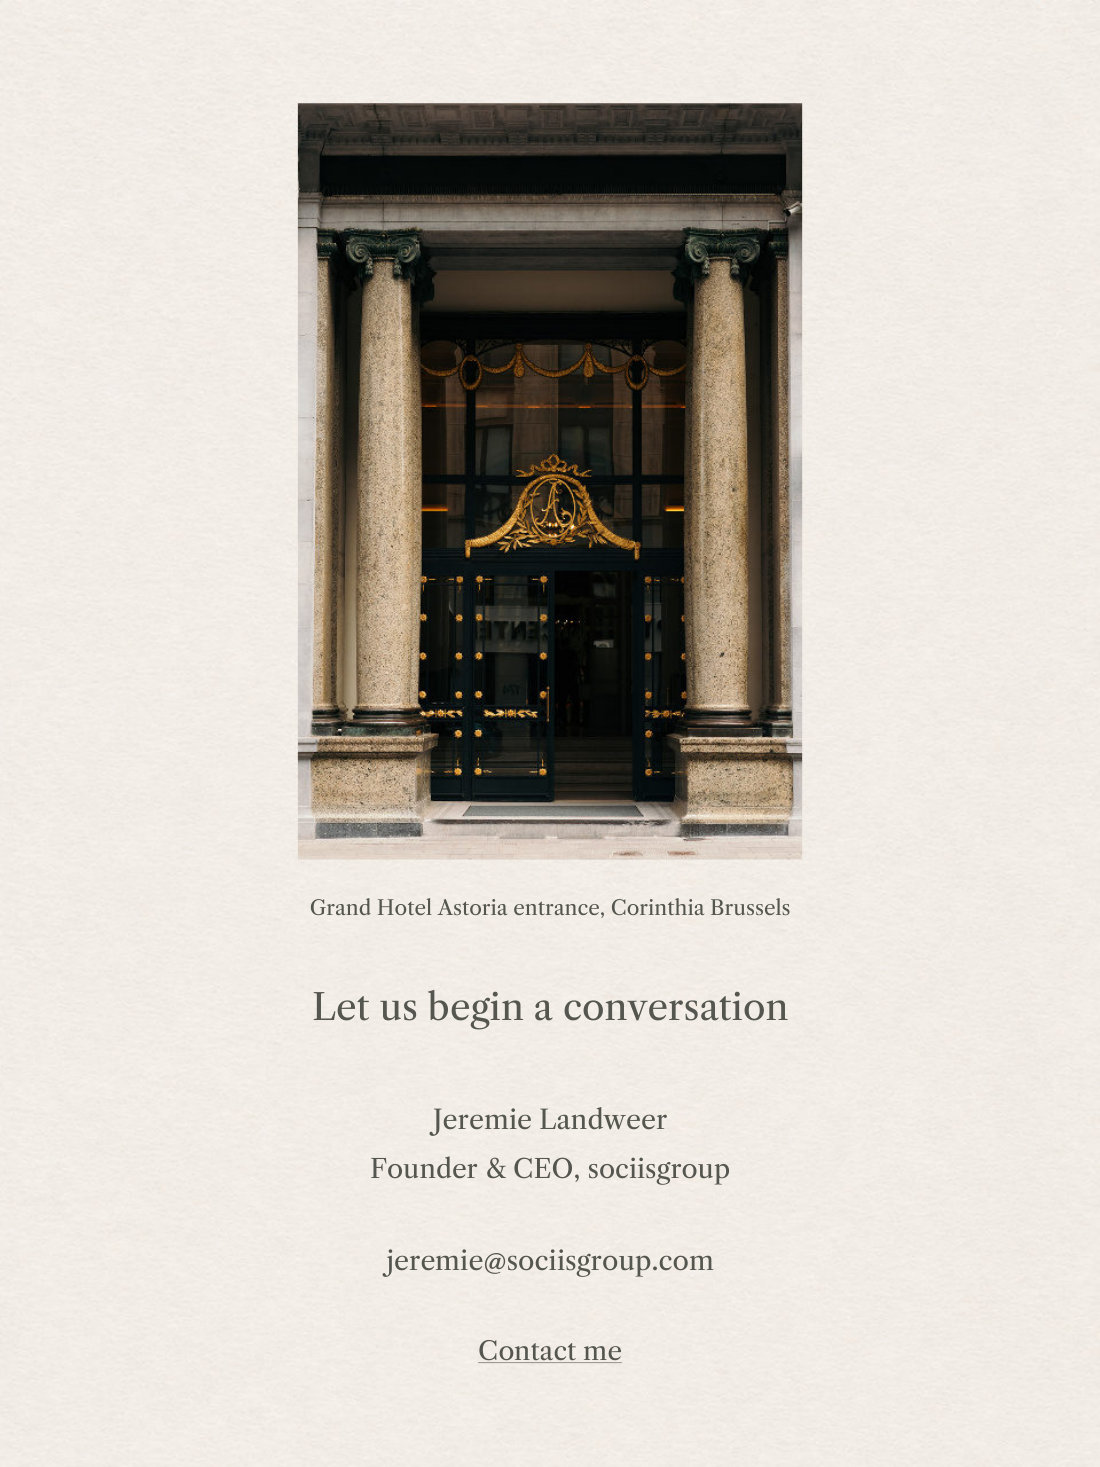 Grand Hotel Astoria entrance, Corinthia Brussels
Let us begin a conversation
Jeremie Landweer
Founder & CEO, sociisgroup
jeremie@sociisgroup.com
Contact me